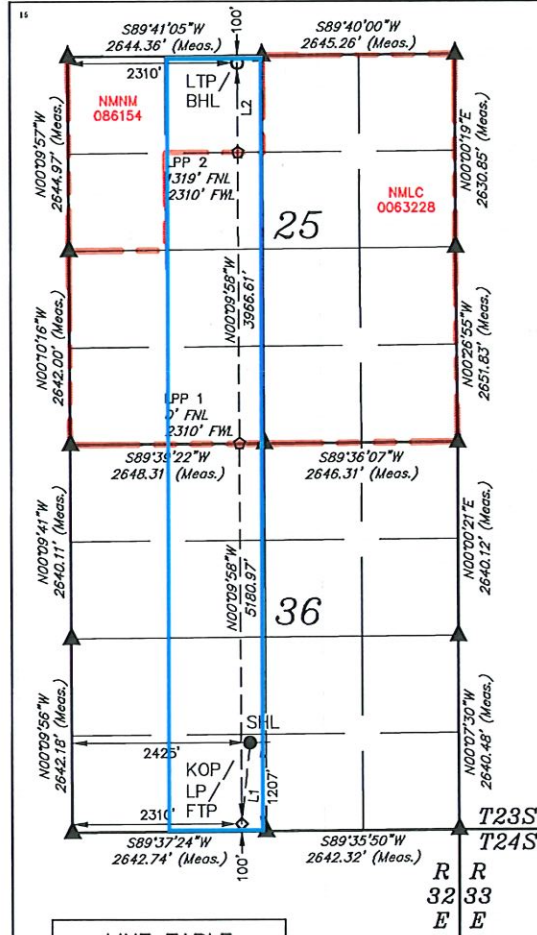 15
S89°41'05"W
2644.36' (Meas.)
100'
S89°40'00"W
2645.26' (Meas.)
2310'
LTP
BHL
L2
NMNM
086154
N00°09'57"W
2644.97' (Meas.)
N00°00'19"E
2630.85' (Meas.)
LPP 2
1319' FNL
2310' FWL
NMLC
0063228
25
N00°09'58"W
3966.61'
N00°10'16"W
2642.00' (Meas.)
N00°26'55"W
2651.83' (Meas.)
LPP 1
0' FNL
2310' FWL
S89°39'22"W
2648.31' (Meas.)
S89°36'07"W
2646.31' (Meas.)
N00°09'41"W
2640.11' (Meas.)
N00°00'21"E
2640.12' (Meas.)
N00°09'58"W
5180.97'
36
N00°09'56"W
2642.18' (Meas.)
N00°07'30"W
2640.48' (Meas.)
SHL
2425'
KOP
LP
FTP
L1
1207'
2310'
S89°37'24"W
2642.74' (Meas.)
100'
S89°35'50"W
2642.32' (Meas.)
T23S
T24S
R R
32 33
E E